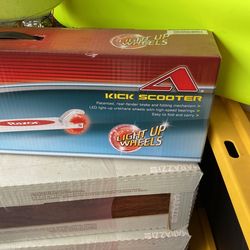 LIGHT UP
WHEELS
A
KICK SCOOTER
Patented, rear-fender brake and folding mechanism
LED light-up urethane wheels with high-speed bearings
Easy to fold and carry
RAZOR
LIGHT UP
WHEELS